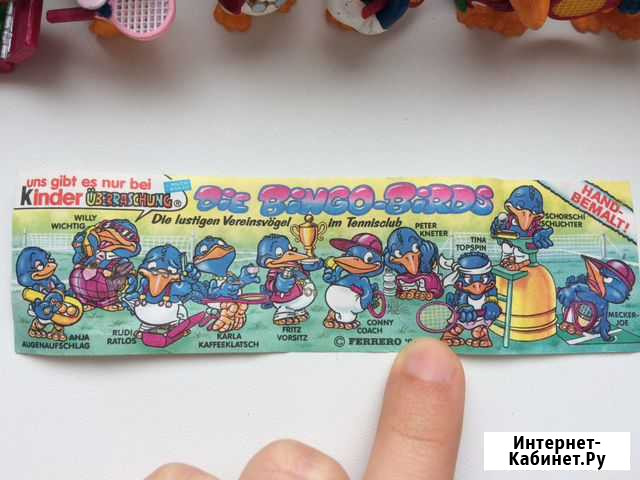 uns gibt es nur bei
Kinder ÜBERRASCHUNG®
DIE BINGO-BIRDS
Die lustigen Vereinsvögel im Tennisclub
HAND-
BEMALT!
WILLY
WICHTIG
PETER
KNETER
TINA
TOPSPIN
SCHORSCHI
SCHLICHTER
ANJA
AUGENAUFSCHLAG
RUDI
RATLOS
KARLA
KAFFEEKLATSCH
FRITZ
VORSITZ
CONNY
COACH
MECKER-
JOE
© FERRERO
Интернет-
Кабинет.Ру